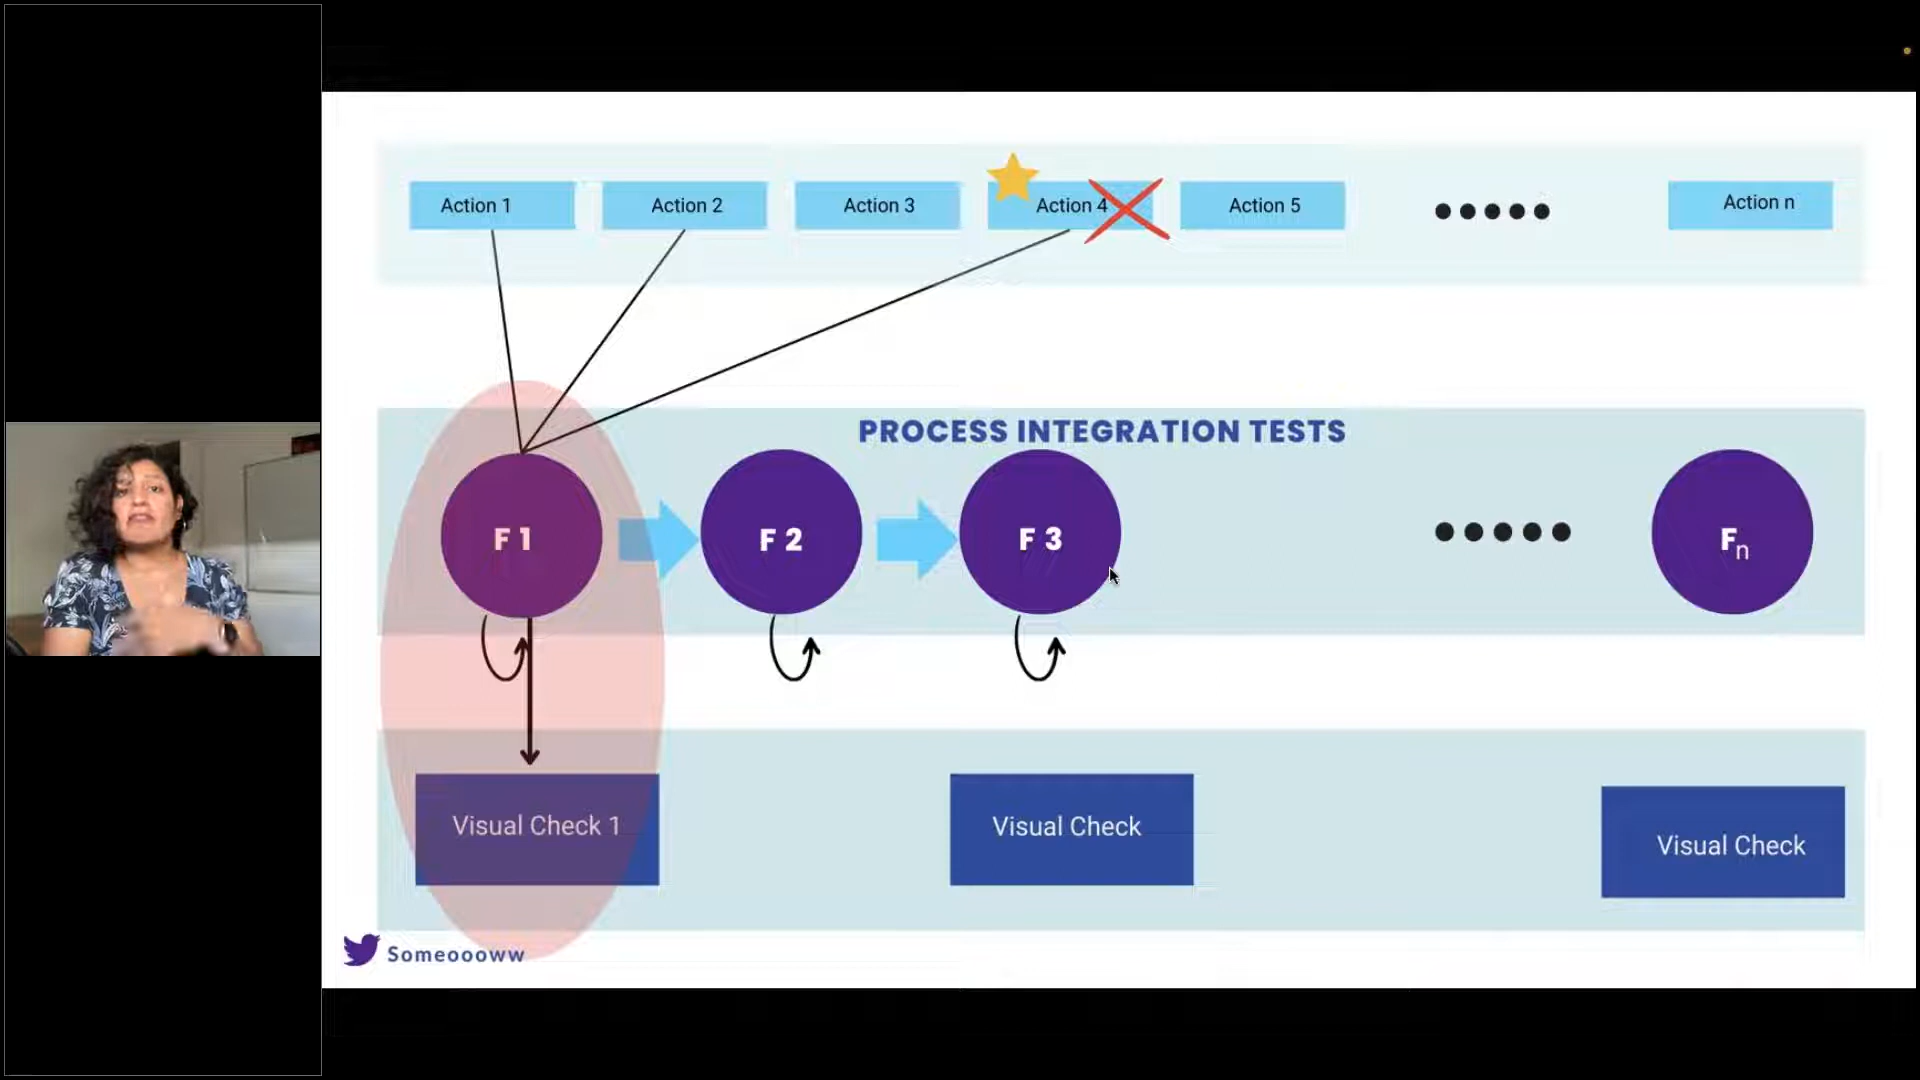 Action 1
Action 2
Action 3
Action 4
Action 5
Action n
PROCESS INTEGRATION TESTS
F 1
F 2
F 3
Fn
Visual Check 1
Visual Check
Visual Check
Someoooww